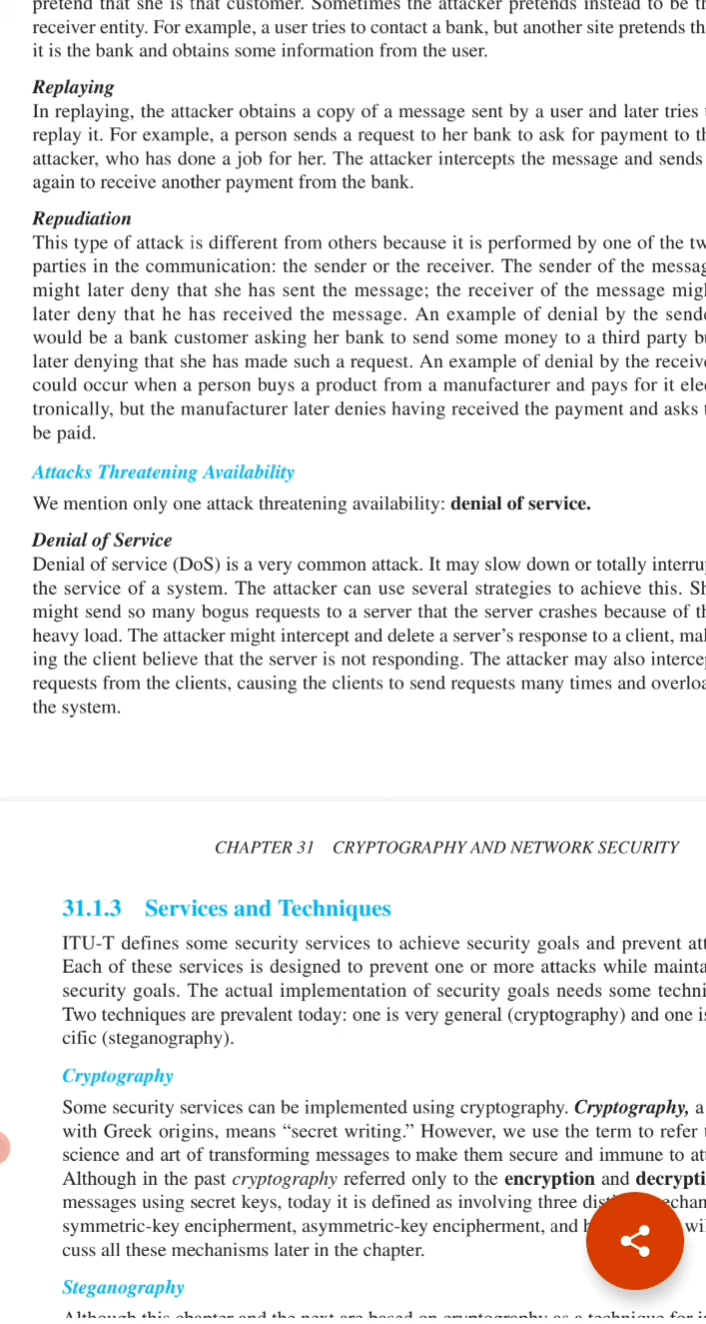 pretend that she is that customer. Sometimes the attacker pretends instead to be
receiver entity. For example, a user tries to contact a bank, but another site pretends
it is the bank and obtains some information from the user.
Replaying
In replaying, the attacker obtains a copy of a message sent by a user and later tries
replay it. For example, a person sends a request to her bank to ask for payment to
attacker, who has done a job for her. The attacker intercepts the message and sends
again to receive another payment from the bank.
Repudiation
This type of attack is different from others because it is performed by one of the
parties in the communication: the sender or the receiver. The sender of the
might later deny that she has sent the message; the receiver of the message
later deny that he has received the message. An example of denial by the
would be a bank customer asking her bank to send some money to a third party
later denying that she has made such a request. An example of denial by the
could occur when a person buys a product from a manufacturer and pays for it
tronically, but the manufacturer later denies having received the payment and asks
be paid.
Attacks Threatening Availability
We mention only one attack threatening availability: denial of service.
Denial of Service
Denial of service (DoS) is a very common attack. It may slow down or totally
the service of a system. The attacker can use several strategies to achieve this.
might send so many bogus requests to a server that the server crashes because of
heavy load. The attacker might intercept and delete a server's response to a client,
ing the client believe that the server is not responding. The attacker may also
requests from the clients, causing the clients to send requests many times and
the system.
CHAPTER 31 CRYPTOGRAPHY AND NETWORK SECURITY
31.1.3 Services and Techniques
ITU-T defines some security services to achieve security goals and prevent
Each of these services is designed to prevent one or more attacks while
security goals. The actual implementation of security goals needs some
Two techniques are prevalent today: one is very general (cryptography) and one
cific (steganography).
Cryptography
Some security services can be implemented using cryptography. Cryptography, a
with Greek origins, means “secret writing.” However, we use the term to refer
science and art of transforming messages to make them secure and immune to
Although in the past cryptography referred only to the encryption and
messages using secret keys, today it is defined as involving three
symmetric-key encipherment, asymmetric-key encipherment, and
cuss all these mechanisms later in the chapter.
Steganography
Although this chapter and the next are based on cryptography as a technique for